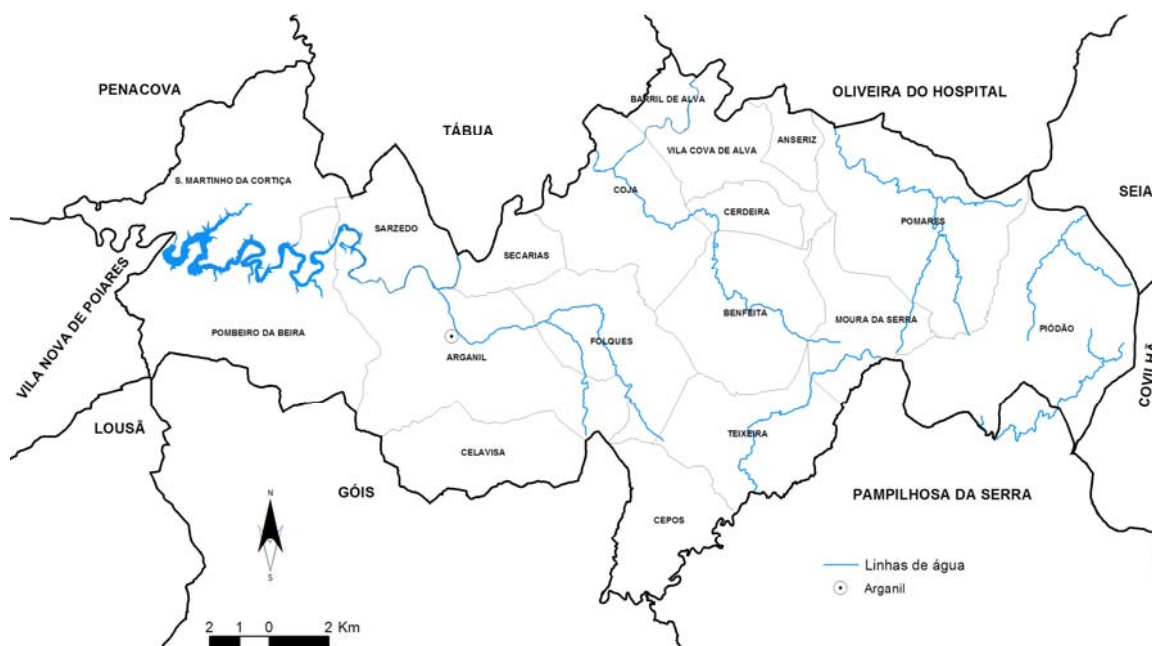 PENACOVA
OLIVEIRA DO HOSPITAL
BARRIL DE ALVA
TÁBUA
ANSERIZ
VILA COVA DE ALVA
S. MARTINHO DA CORTIÇA
COJA
SEIA
CERDEIRA
POMARES
SARZEDO
SECARIAS
VILA NOVA DE POIARES
BENFEITA
MOURA DA SERRA
POMBEIRO DA BEIRA
PIÓDÃO
FOLQUES
ARGANIL
COVILHÃ
LOUSÃ
TEIXEIRA
CELAVISA
GÓIS
PAMPILHOSA DA SERRA
N
CEPOS
S
Linhas de água
Arganil
2 1 0 2 Km